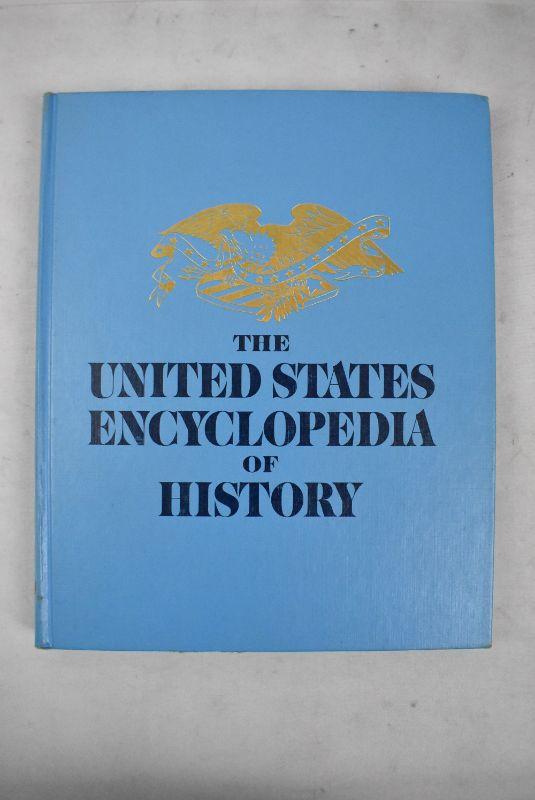 THE
UNITED STATES
ENCYCLOPEDIA
OF
HISTORY